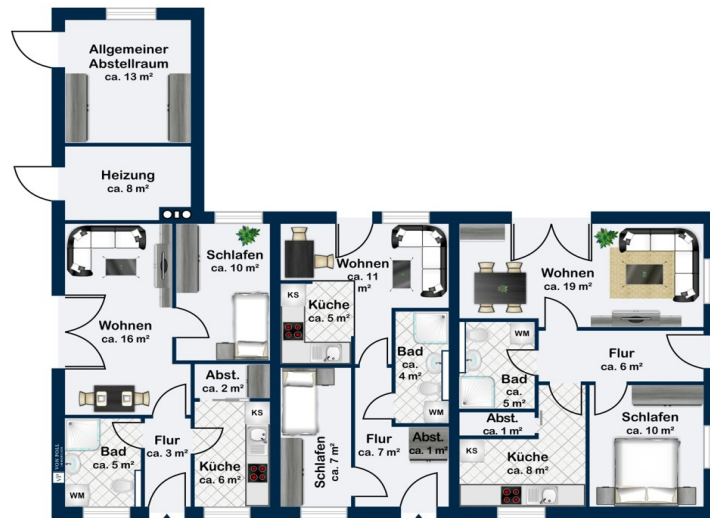 Allgemeiner
Abstellraum
ca. 13 m²
Heizung
ca. 8 m²
Schlafen
ca. 10 m²
Wohnen
ca. 16 m²
Abst.
ca. 2 m²
KS
Bad
ca. 5 m²
WM
Flur
ca. 3 m²
Küche
ca. 6 m²
VP VON POLL
Wohnen
ca. 11
m²
KS
Küche
ca. 5 m²
Bad
ca.
4 m²
WM
Schlafen
ca. 7 m²
Flur
ca. 7 m²
Abst.
ca. 1 m²
Wohnen
ca. 19 m²
WM
Flur
ca. 6 m²
Bad
ca.
5 m²
Abst.
ca. 1 m²
Schlafen
ca. 10 m²
KS
Küche
ca. 8 m²